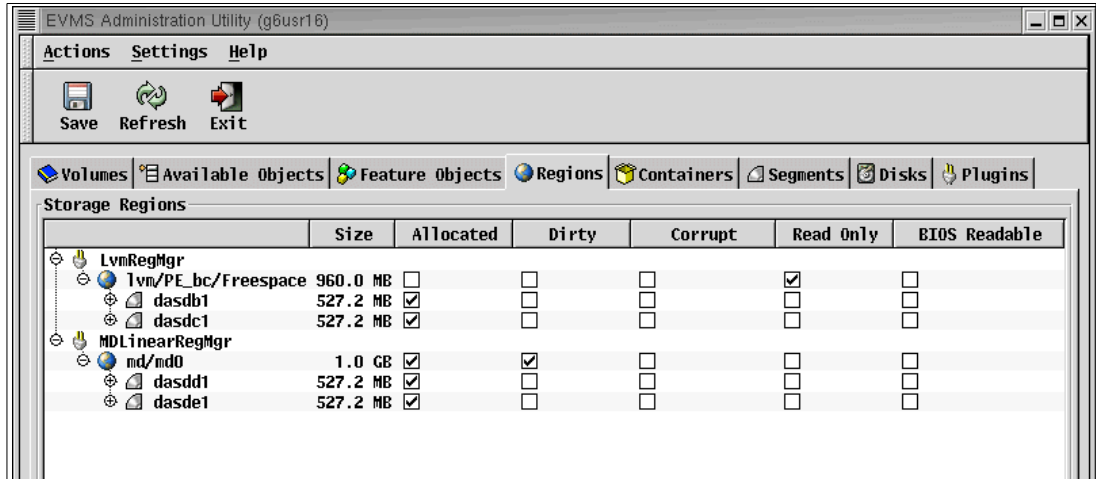 EVMS Administration Utility (g6usr16)
Actions Settings Help
Save Refresh Exit
Volumes Available Objects Feature Objects Regions Containers Segments Disks Plugins
Storage Regions
Size Allocated Dirty Corrupt Read Only BIOS Readable
LvmRegMgr
lvm/PE_bc/Freespace 960.0 MB
dasdb1 527.2 MB
dasdc1 527.2 MB
MDLinearRegMgr
md/md0 1.0 GB
dasdd1 527.2 MB
dasde1 527.2 MB